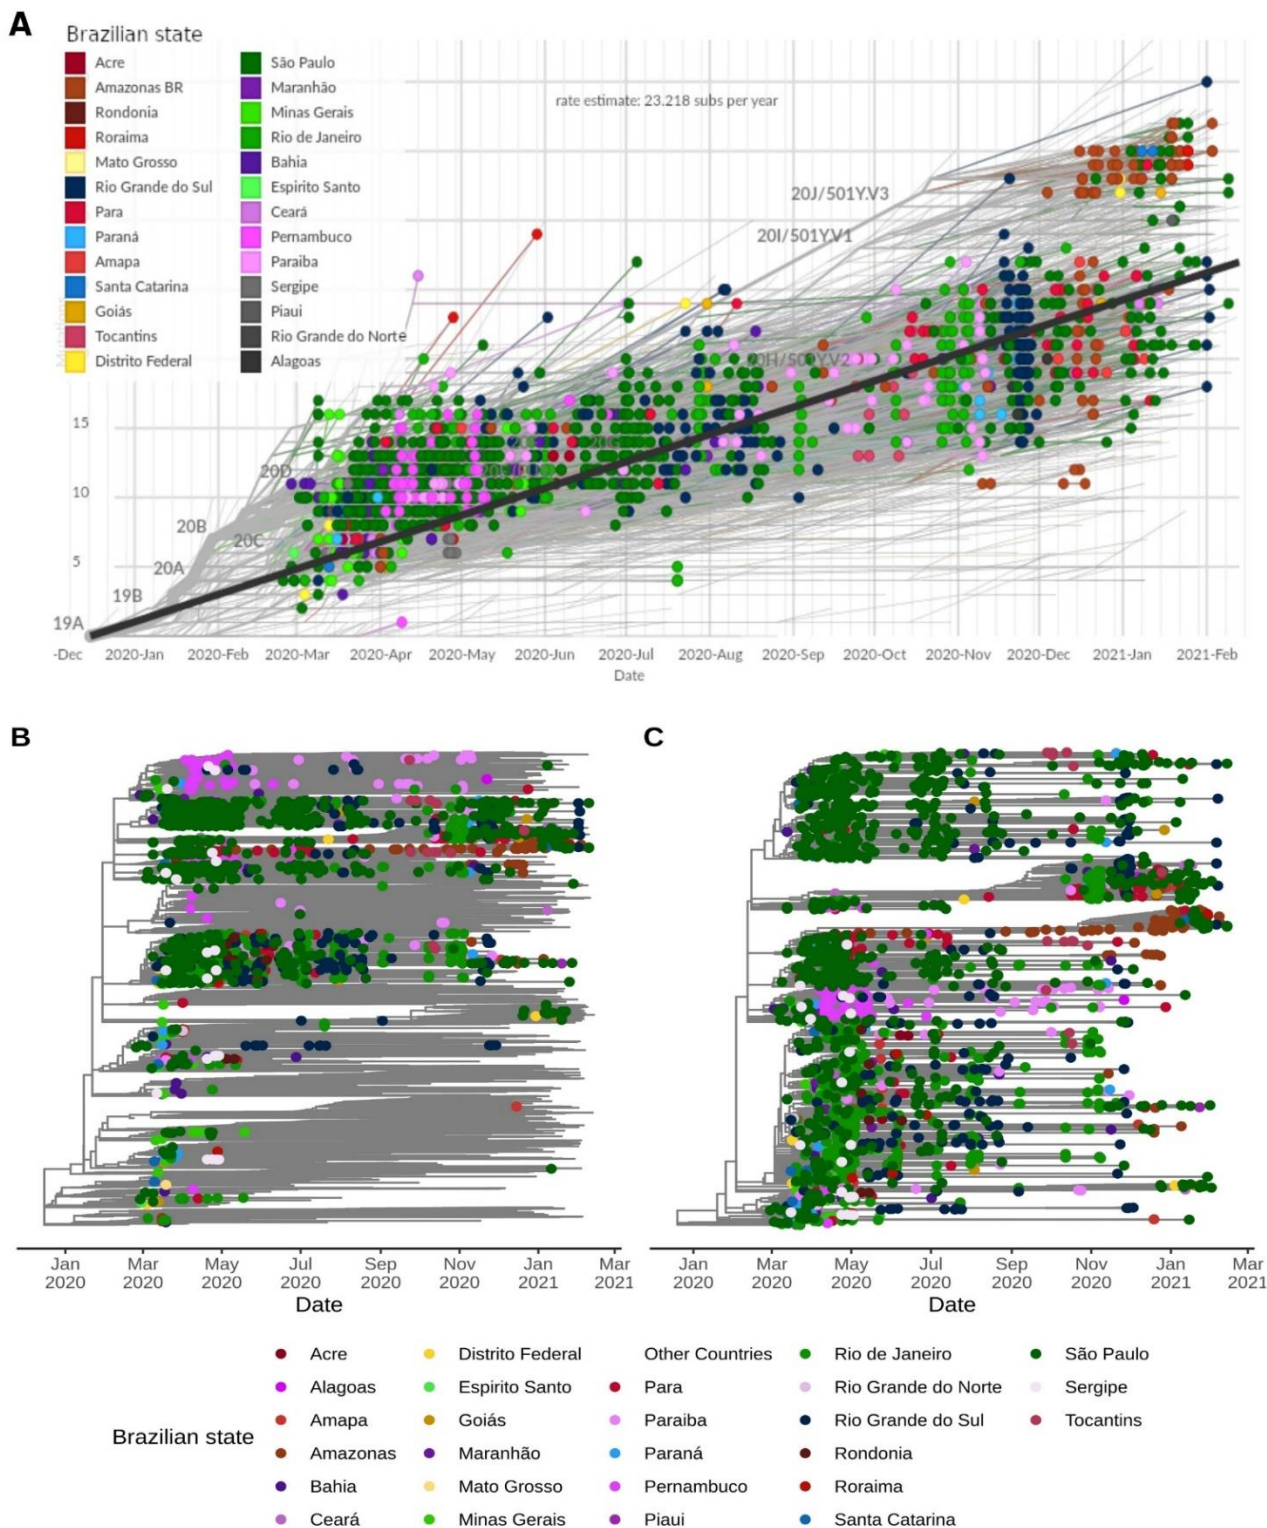 A
Brazilian state
Acre
Amazonas BR
Rondonia
Roraima
Mato Grosso
Rio Grande do Sul
Para
Paraná
Amapa
Santa Catarina
Goiás
Tocantins
Distrito Federal
São Paulo
Maranhão
Minas Gerais
Rio de Janeiro
Bahia
Espirito Santo
Ceará
Pernambuco
Paraiba
Sergipe
Piaui
Rio Grande do Norte
Alagoas
rate estimate: 23.218 subs per year
20J/501Y.V3
20I/501Y.V1
20H/501Y.V2
15
20D
10
20B
20C
5
20A
19B
19A
-Dec 2020-Jan 2020-Feb 2020-Mar 2020-Apr 2020-May 2020-Jun 2020-Jul 2020-Aug 2020-Sep 2020-Oct 2020-Nov 2020-Dec 2021-Jan 2021-Feb
Date
B
Jan Mar May Jul Sep Nov Jan Mar
2020 2020 2020 2020 2020 2020 2021 2021
Date
C
Jan Mar May Jul Sep Nov Jan Mar
2020 2020 2020 2020 2020 2020 2021 2021
Date
Brazilian state
Acre
Alagoas
Amapa
Amazonas
Bahia
Ceará
Distrito Federal
Espirito Santo
Goiás
Maranhão
Mato Grosso
Minas Gerais
Other Countries
Para
Paraiba
Paraná
Pernambuco
Piaui
Rio de Janeiro
Rio Grande do Norte
Rio Grande do Sul
Rondonia
Roraima
Santa Catarina
São Paulo
Sergipe
Tocantins